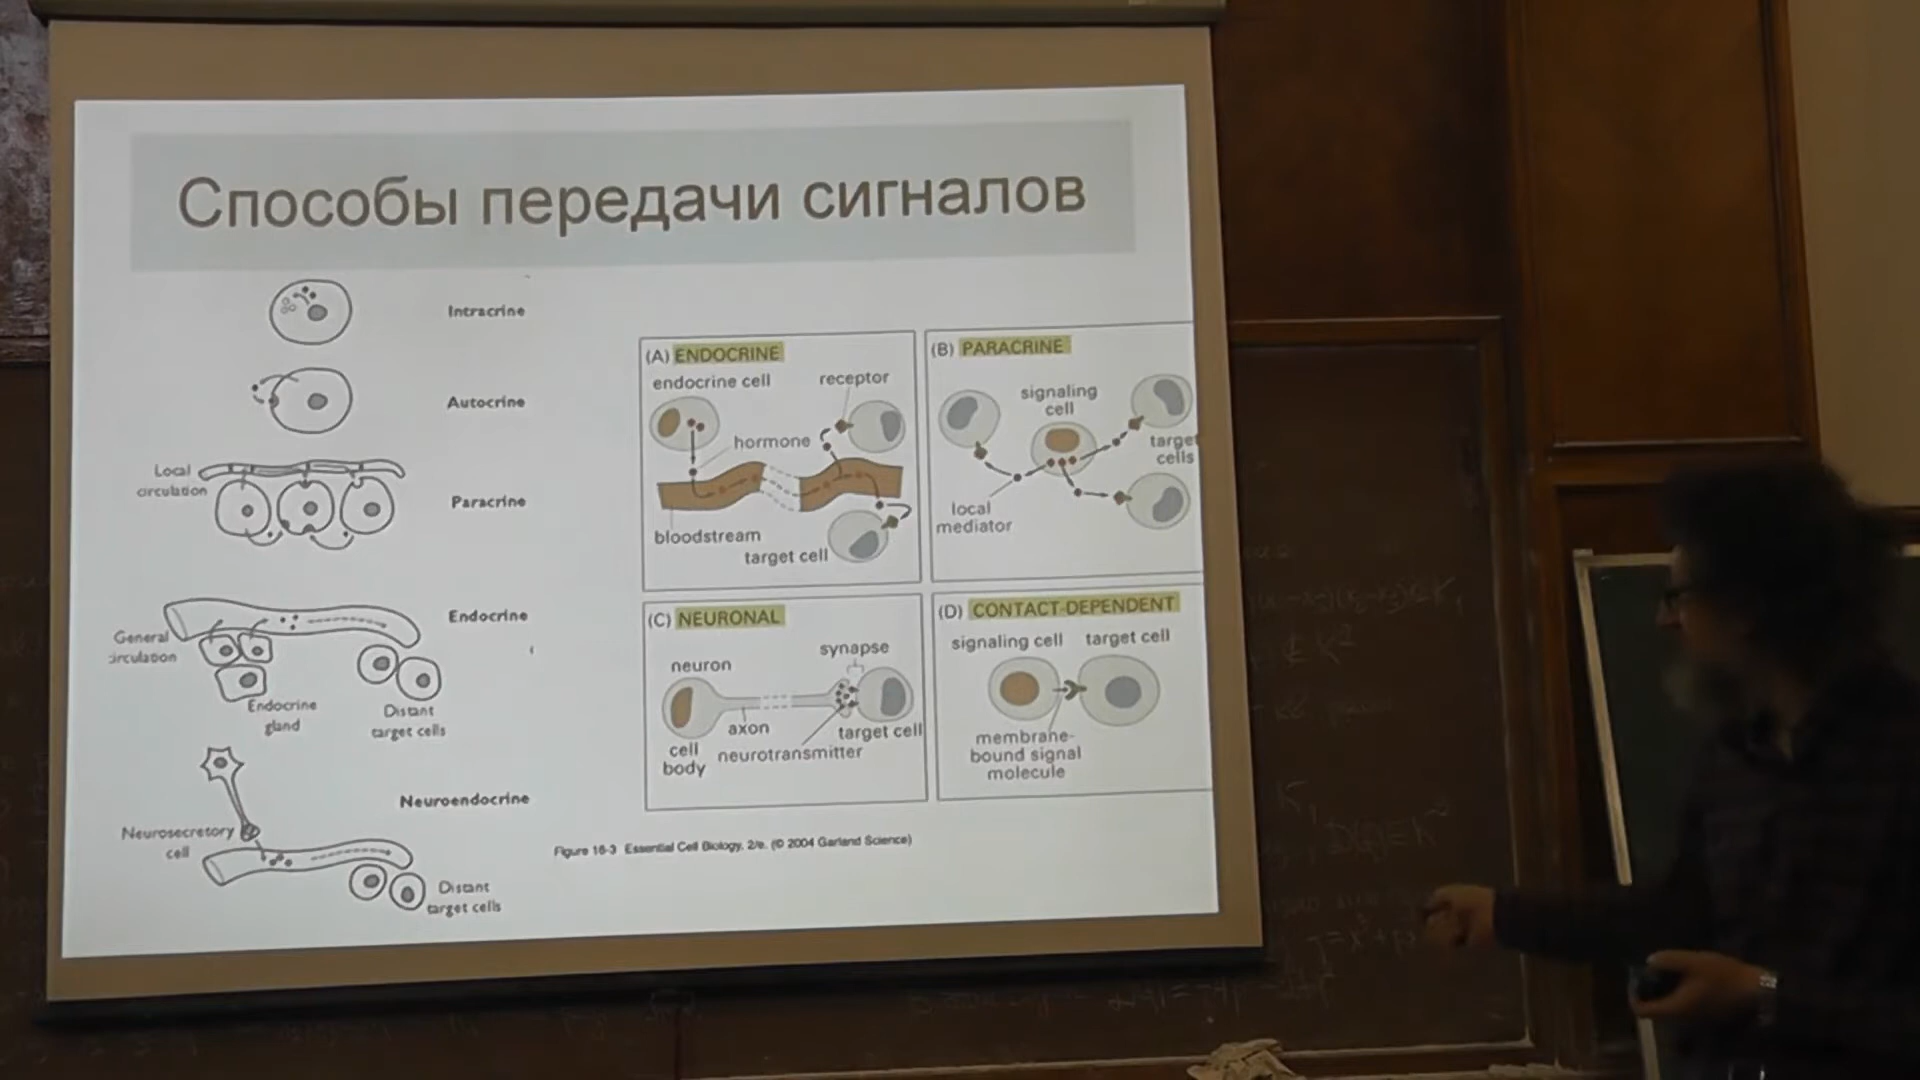 Способы передачи сигналов
Intracrine
Autocrine
Local
circulation
Paracrine
General
circulation
Endocrine
Endocrine
gland
Distant
target cells
Neuroendocrine
Neurosecretory
cell
Distant
target cells
(A) ENDOCRINE
endocrine cell
receptor
hormone
bloodstream
target cell
(B) PARACRINE
signaling
cell
target
cells
local
mediator
(C) NEURONAL
synapse
neuron
axon
target cell
neurotransmitter
cell
body
(D) CONTACT-DEPENDENT
signaling cell
target cell
membrane-
bound signal
molecule
Figure 16-3 Essential Cell Biology, 2/e. (© 2004 Garland Science)